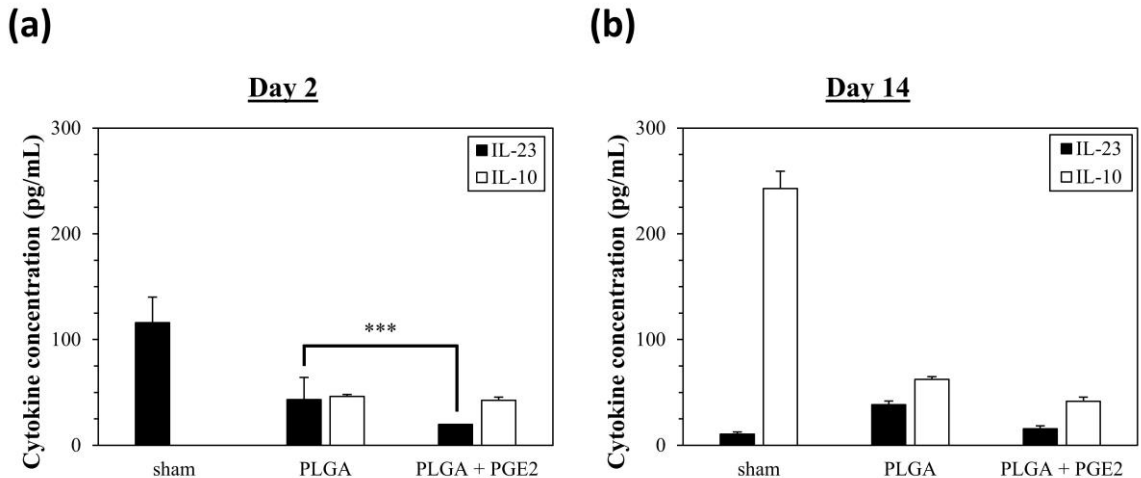 (a)
Day 2
Cytokine concentration (pg/mL)
300
200
100
0
IL-23
IL-10
***
sham PLGA PLGA + PGE2
(b)
Day 14
Cytokine concentration (pg/mL)
300
200
100
0
IL-23
IL-10
sham PLGA PLGA + PGE2